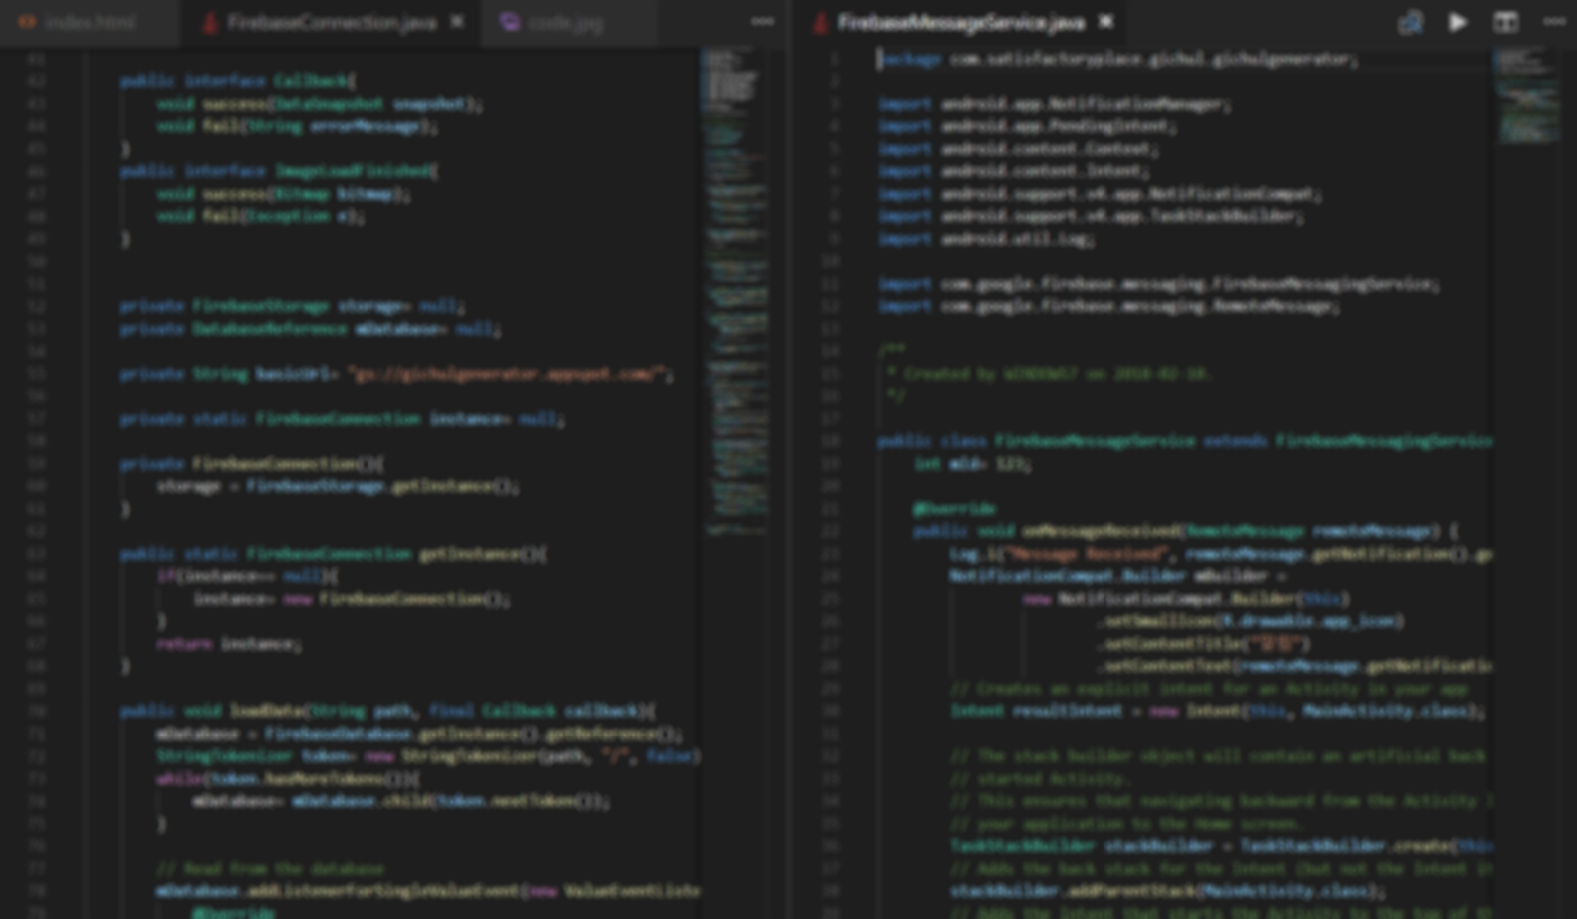 index.html
FirebaseConnection.java
code.jpg
FirebaseMessageService.java
41
42 public interface Callback{
43 void success(DataSnapshot snapshot);
44 void fail(String errorMessage);
45 }
46 public interface ImageLoadFinished{
47 void success(Bitmap bitmap);
48 void fail(Exception e);
49 }
50
51
52 private FirebaseStorage storage= null;
53 private DatabaseReference mDatabase= null;
54
55 private String basicUrl= "gs://gichulgenerator.appspot.com/";
56
57 private static FirebaseConnection instance= null;
58
59 private FirebaseConnection(){
60 storage = FirebaseStorage.getInstance();
61 }
62
63 public static FirebaseConnection getInstance(){
64 if(instance== null){
65 instance= new FirebaseConnection();
66 }
67 return instance;
68 }
69
70 public void loadData(String path, final Callback callback){
71 mDatabase = FirebaseDatabase.getInstance().getReference();
72 StringTokenizer token= new StringTokenizer(path, "/", false)
73 while(token.hasMoreTokens()){
74 mDatabase= mDatabase.child(token.nextToken());
75 }
76
77 // Read from the database
78 mDatabase.addListenerForSingleValueEvent(new ValueEventListe
79 @Override
1 package com.satisfactoryplace.gichul.gichulgenerator;
2
3 import android.app.NotificationManager;
4 import android.app.PendingIntent;
5 import android.content.Context;
6 import android.content.Intent;
7 import android.support.v4.app.NotificationCompat;
8 import android.support.v4.app.TaskStackBuilder;
9 import android.util.Log;
10
11 import com.google.firebase.messaging.FirebaseMessagingService;
12 import com.google.firebase.messaging.RemoteMessage;
13
14 /**
15 * Created by WINDOWS7 on 2018-02-18.
16 */
17
18 public class FirebaseMessageService extends FirebaseMessagingService
19 int mId= 123;
20
21 @Override
22 public void onMessageReceived(RemoteMessage remoteMessage) {
23 Log.i("Message Received", remoteMessage.getNotification().ge
24 NotificationCompat.Builder mBuilder =
25 new NotificationCompat.Builder(this)
26 .setSmallIcon(R.drawable.app_icon)
27 .setContentTitle("
28 .setContentText(remoteMessage.getNotificatio
29 // Creates an explicit intent for an Activity in your app
30 Intent resultIntent = new Intent(this, MainActivity.class);
31
32 // The stack builder object will contain an artificial back
33 // started Activity.
34 // This ensures that navigating backward from the Activity l
35 // your application to the Home screen.
36 TaskStackBuilder stackBuilder = TaskStackBuilder.create(this
37 // Adds the back stack for the Intent (but not the Intent it
38 stackBuilder.addParentStack(MainActivity.class);
39 // Adds the Intent that starts the Activity to the top of th